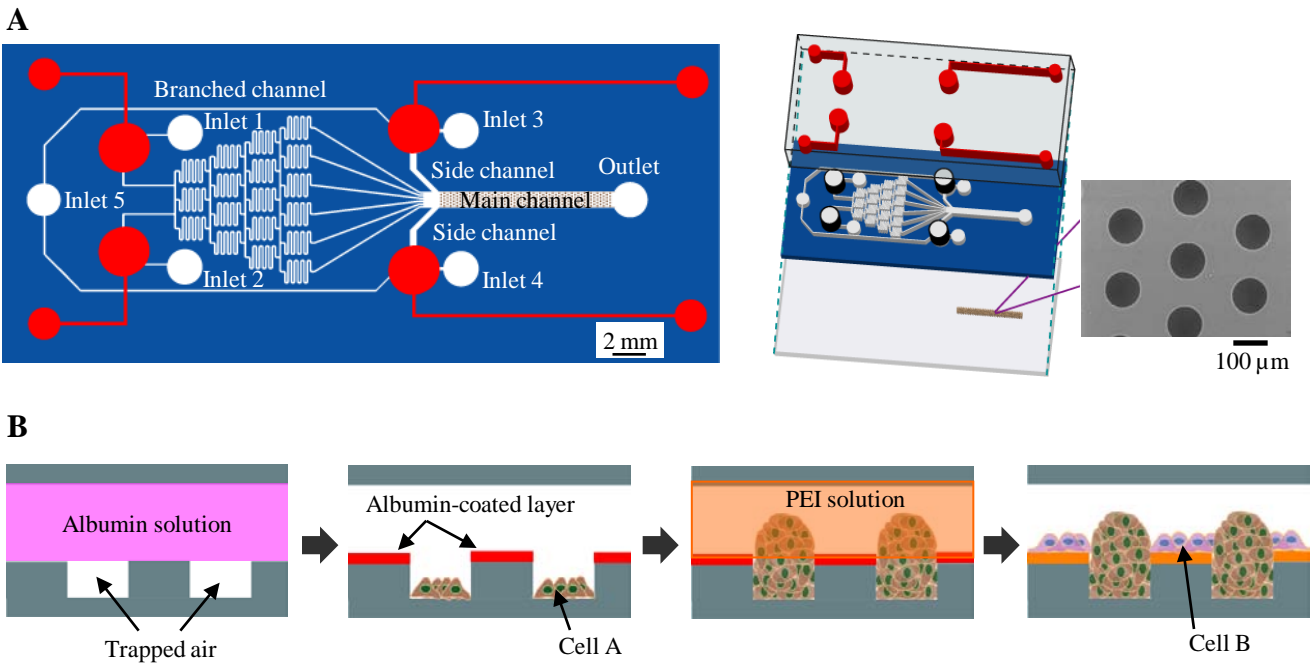 A
Branched channel
Inlet 1
Inlet 3
Side channel
Outlet
Inlet 5
Main channel
Side channel
Inlet 2
Inlet 4
2 mm
100 µm
B
Albumin solution
Trapped air
Albumin-coated layer
Cell A
PEI solution
Cell B